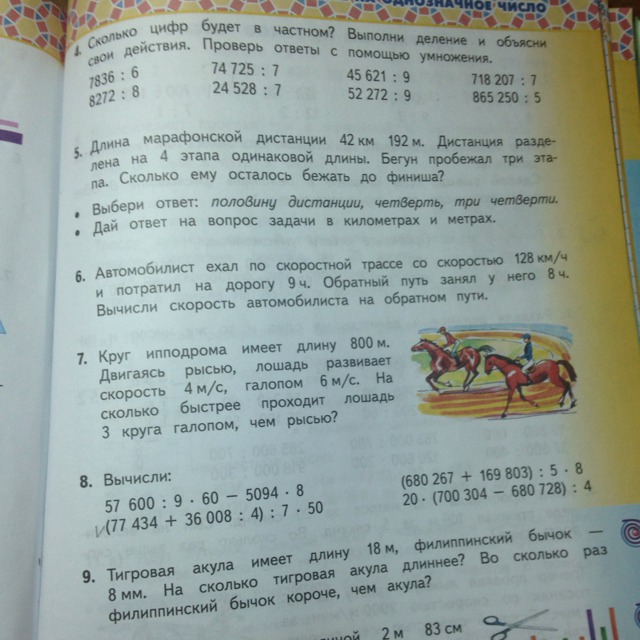 ОДНОЗНАЧНОЕ ЧИСЛО
4. Сколько цифр будет в частном? Выполни деление и объясни
свои действия. Проверь ответы с помощью умножения.
7836 : 6 74 725 : 7 45 621 : 9 718 207 : 7
8272 : 8 24 528 : 7 52 272 : 9 865 250 : 5
5. Длина марафонской дистанции 42 км 192 м. Дистанция разде-
лена на 4 этапа одинаковой длины. Бегун пробежал три эта-
па. Сколько ему осталось бежать до финиша?
• Выбери ответ: половину дистанции, четверть, три четверти.
• Дай ответ на вопрос задачи в километрах и метрах.
6. Автомобилист ехал по скоростной трассе со скоростью 128 км/ч
и потратил на дорогу 9 ч. Обратный путь занял у него 8 ч.
Вычисли скорость автомобилиста на обратном пути.
7. Круг ипподрома имеет длину 800 м.
Двигаясь рысью, лошадь развивает
скорость 4 м/с, галопом 6 м/с. На
сколько быстрее проходит лошадь
3 круга галопом, чем рысью?
8. Вычисли:
57 600 : 9 · 60 − 5094 · 8 (680 267 + 169 803) : 5 · 8
(77 434 + 36 008 : 4) : 7 · 50 20 · (700 304 − 680 728) : 4
9. Тигровая акула имеет длину 18 м, филиппинский бычок —
8 мм. На сколько тигровая акула длиннее? Во сколько раз
филиппинский бычок короче, чем акула?
2 м 83 см